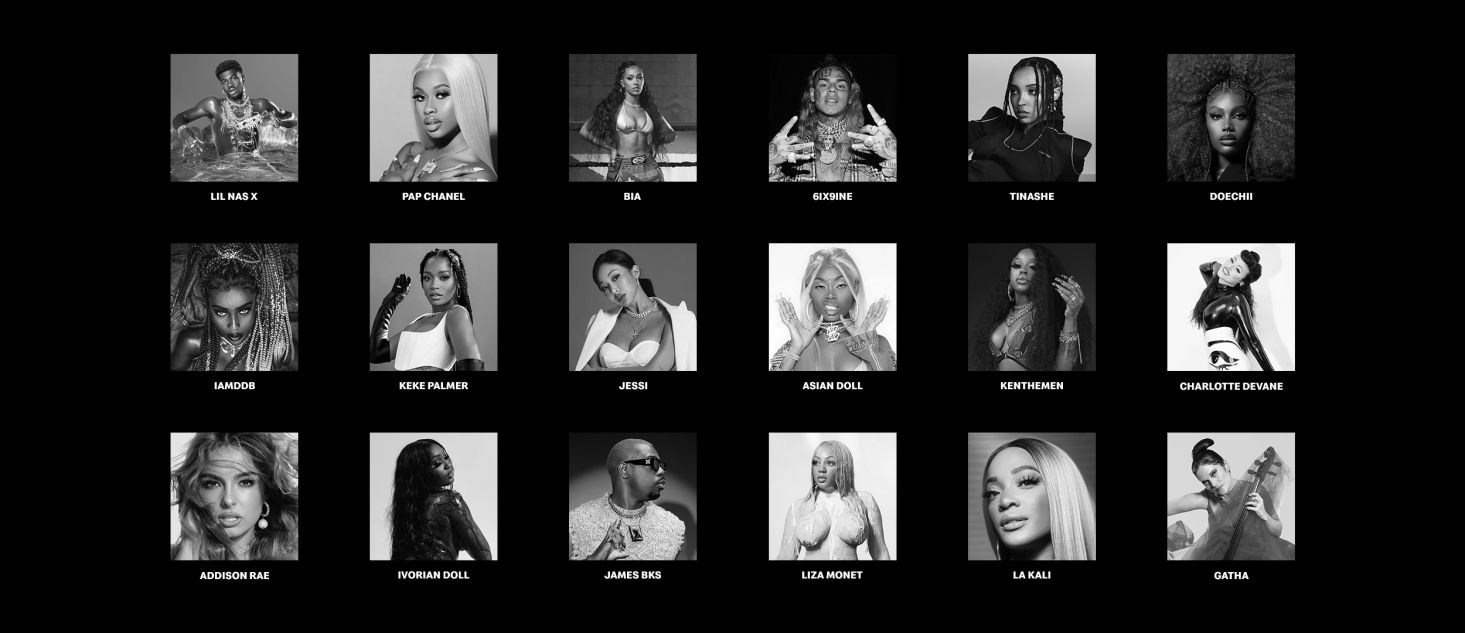 LIL NAS X
PAP CHANEL
BIA
6IX9INE
TINASHE
DOECHII
IAMDDB
KEKE PALMER
JESSI
ASIAN DOLL
KENTHEMEN
CHARLOTTE DEVANE
ADDISON RAE
IVORIAN DOLL
JAMES BKS
LIZA MONET
LA KALI
GATHA